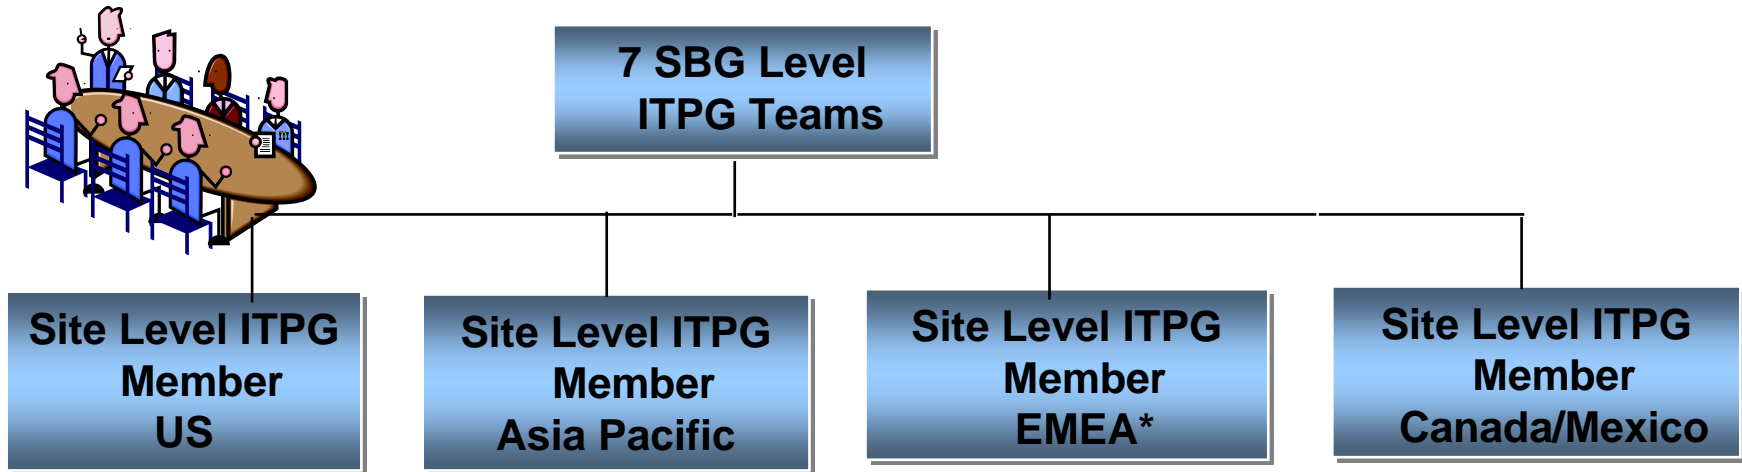 7 SBG Level
ITPG Teams
Site Level ITPG
Member
US
Site Level ITPG
Member
Asia Pacific
Site Level ITPG
Member
EMEA*
Site Level ITPG
Member
Canada/Mexico